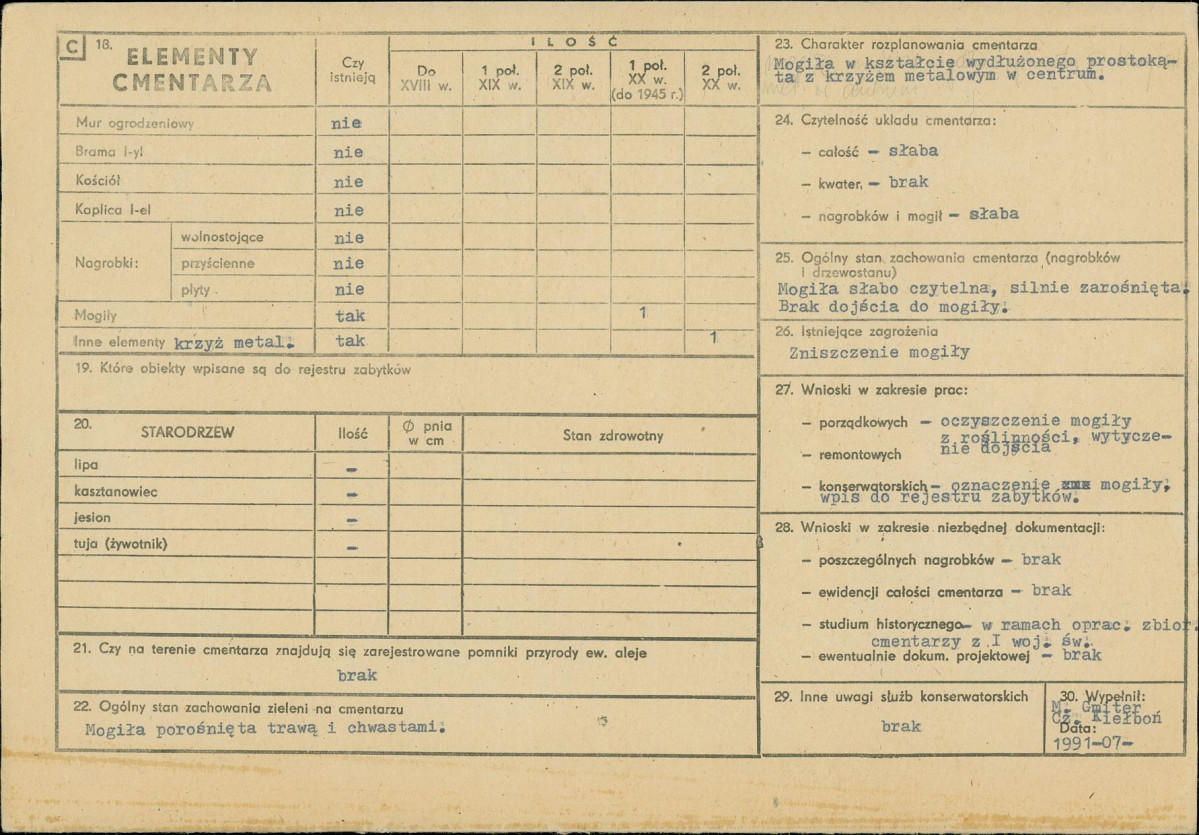 C 18. ELEMENTY
CMENTARZA
Czy
istnieją
ILOŚĆ
Do
XVIII w.
1 poł.
XIX w.
2 poł.
XIX w.
1 poł.
XX w.
(do 1945 r.)
2 poł.
XX w.
Mur ogrodzeniowy nie
Brama I-yl nie
Kościół nie
Kaplica I-el nie
Nagrobki:
wolnostojące nie
przyścienne nie
płyty nie
Mogiły tak 1
Inne elementy krzyż metal. tak 1
19. Które obiekty wpisane są do rejestru zabytków
20.
STARODRZEW
Ilość
Ø pnia
w cm
Stan zdrowotny
lipa –
kasztanowiec –
jesion –
tuja (żywotnik) –
21. Czy na terenie cmentarza znajdują się zarejestrowane pomniki przyrody ew. aleje
brak
22. Ogólny stan zachowania zieleni na cmentarzu
Mogiła porośnięta trawą i chwastami.
23. Charakter rozplanowania cmentarza
Mogiła w kształcie wydłużonego prostoką-
ta z krzyżem metalowym w centrum.
24. Czytelność układu cmentarza:
– całość – słaba
– kwater, – brak
– nagrobków i mogił – słaba
25. Ogólny stan zachowania cmentarza (nagrobków
i drzewostanu)
Mogiła słabo czytelna, silnie zarośnięta.
Brak dojścia do mogiły.
26. Istniejące zagrożenia
Zniszczenie mogiły
27. Wnioski w zakresie prac:
– porządkowych – oczyszczenie mogiły
z roślinności, wytycze-
nie dojścia
– remontowych
– konserwatorskich – oznaczenie mogiły,
wpis do rejestru zabytków.
28. Wnioski w zakresie niezbędnej dokumentacji:
– poszczególnych nagrobków – brak
– ewidencji całości cmentarza – brak
– studium historycznego – w ramach oprac. zbior.
cmentarzy z I woj. św.
– ewentualnie dokum. projektowej – brak
29. Inne uwagi służb konserwatorskich
brak
30. Wypełnił:
M. Gmiter
Cz. Kiełboń
Data:
1991-07-